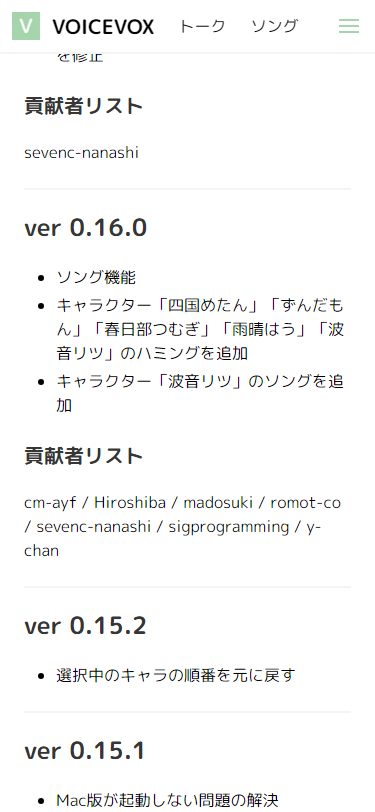 V VOICEVOX トーク ソング
を修正
貢献者リスト
sevenc-nanashi
ver 0.16.0
ソング機能
キャラクター「四国めたん」「ずんだも
ん」「春日部つむぎ」「雨晴はう」「波
音リツ」のハミングを追加
キャラクター「波音リツ」のソングを追
加
貢献者リスト
cm-ayf / Hiroshiba / madosuki / romot-co
/ sevenc-nanashi / sigprogramming / y-
chan
ver 0.15.2
選択中のキャラの順番を元に戻す
ver 0.15.1
Mac版が起動しない問題の解決